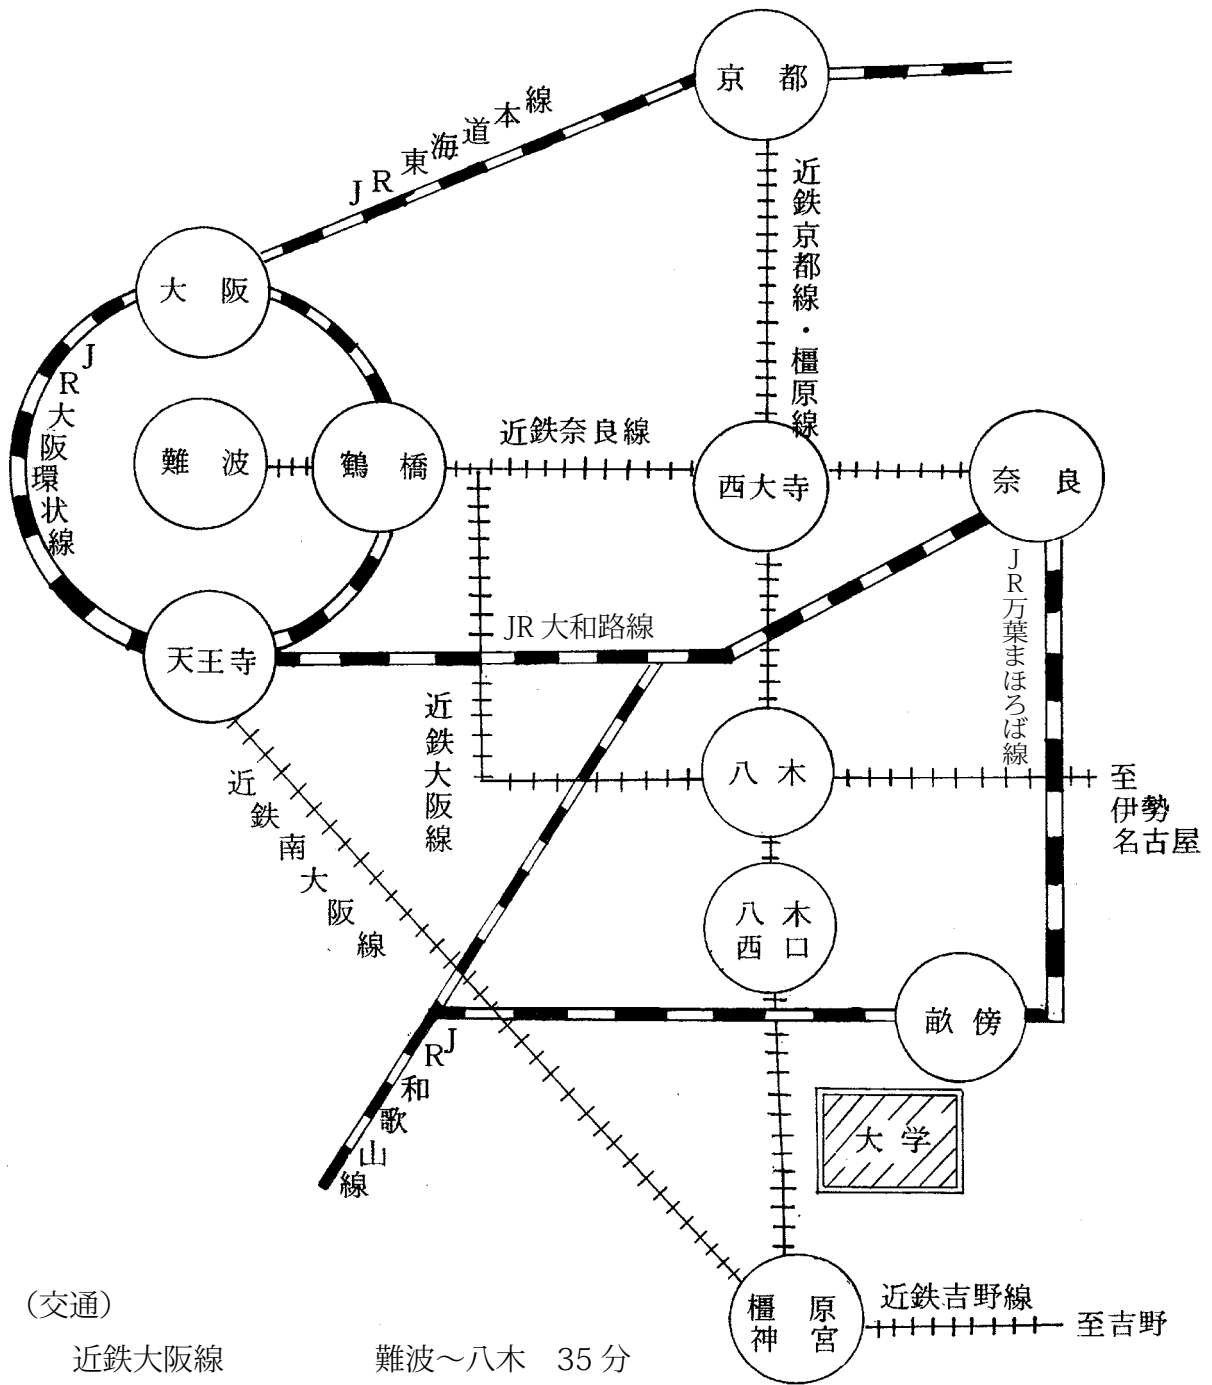 京都
JR東海道本線
近鉄京都線・橿原線
大阪
JR大阪環状線
難波
鶴橋
近鉄奈良線
西大寺
奈良
JR万葉まほろば線
天王寺
JR大和路線
近鉄大阪線
近鉄南大阪線
八木
至
伊勢
名古屋
八木
西口
畝傍
JR和歌山線
大学
橿原
神宮
近鉄吉野線
至吉野
（交通）
近鉄大阪線 難波～八木 35分